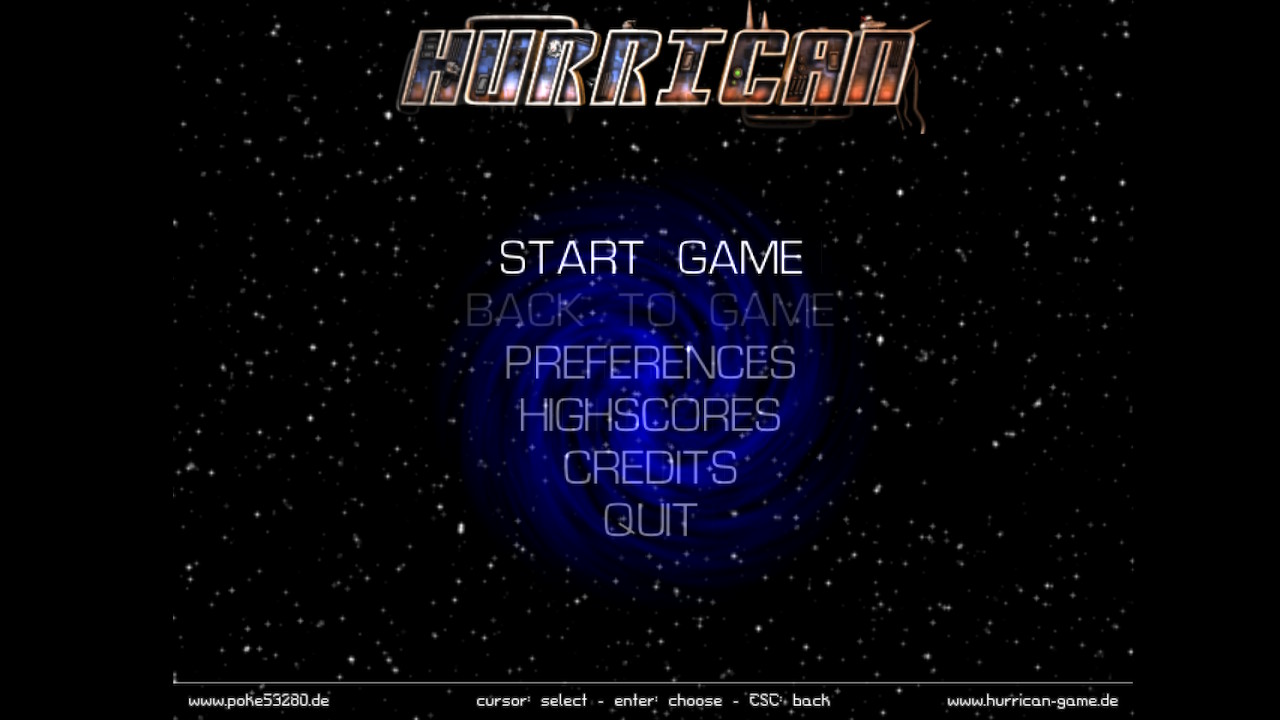 HURRICAN
START GAME
BACK TO GAME
PREFERENCES
HIGHSCORES
CREDITS
QUIT
www.poke53280.de cursor: select - enter: choose - ESC: back www.hurrican-game.de